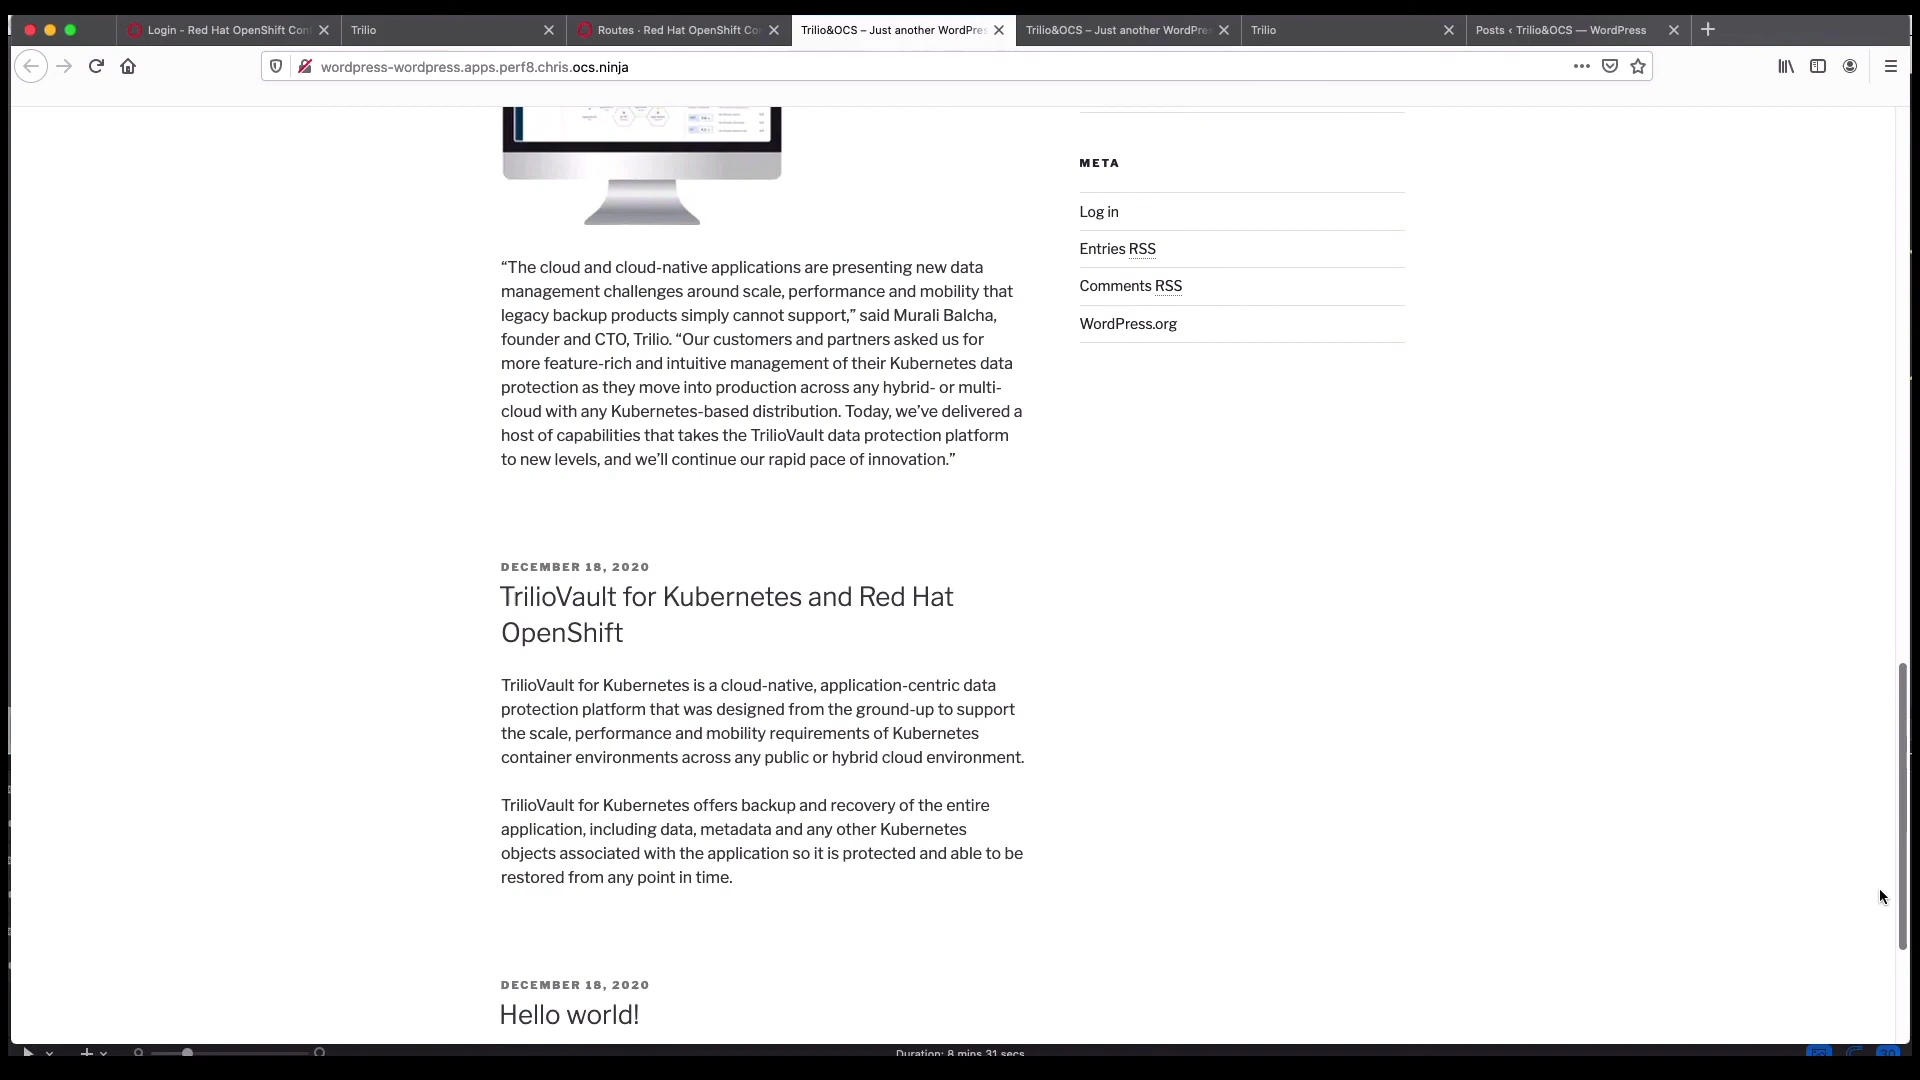 Login - Red Hat OpenShift Con
Trilio
Routes · Red Hat OpenShift Co
Trilio&OCS – Just another WordPres
Trilio&OCS – Just another WordPre
Trilio
Posts ‹ Trilio&OCS — WordPress
wordpress-wordpress.apps.perf8.chris.ocs.ninja
“The cloud and cloud-native applications are presenting new data
management challenges around scale, performance and mobility that
legacy backup products simply cannot support,” said Murali Balcha,
founder and CTO, Trilio. “Our customers and partners asked us for
more feature-rich and intuitive management of their Kubernetes data
protection as they move into production across any hybrid- or multi-
cloud with any Kubernetes-based distribution. Today, we’ve delivered a
host of capabilities that takes the TrilioVault data protection platform
to new levels, and we’ll continue our rapid pace of innovation.”
DECEMBER 18, 2020
TrilioVault for Kubernetes and Red Hat
OpenShift
TrilioVault for Kubernetes is a cloud-native, application-centric data
protection platform that was designed from the ground-up to support
the scale, performance and mobility requirements of Kubernetes
container environments across any public or hybrid cloud environment.
TrilioVault for Kubernetes offers backup and recovery of the entire
application, including data, metadata and any other Kubernetes
objects associated with the application so it is protected and able to be
restored from any point in time.
DECEMBER 18, 2020
Hello world!
META
Log in
Entries RSS
Comments RSS
WordPress.org
Duration: 8 mins 31 secs